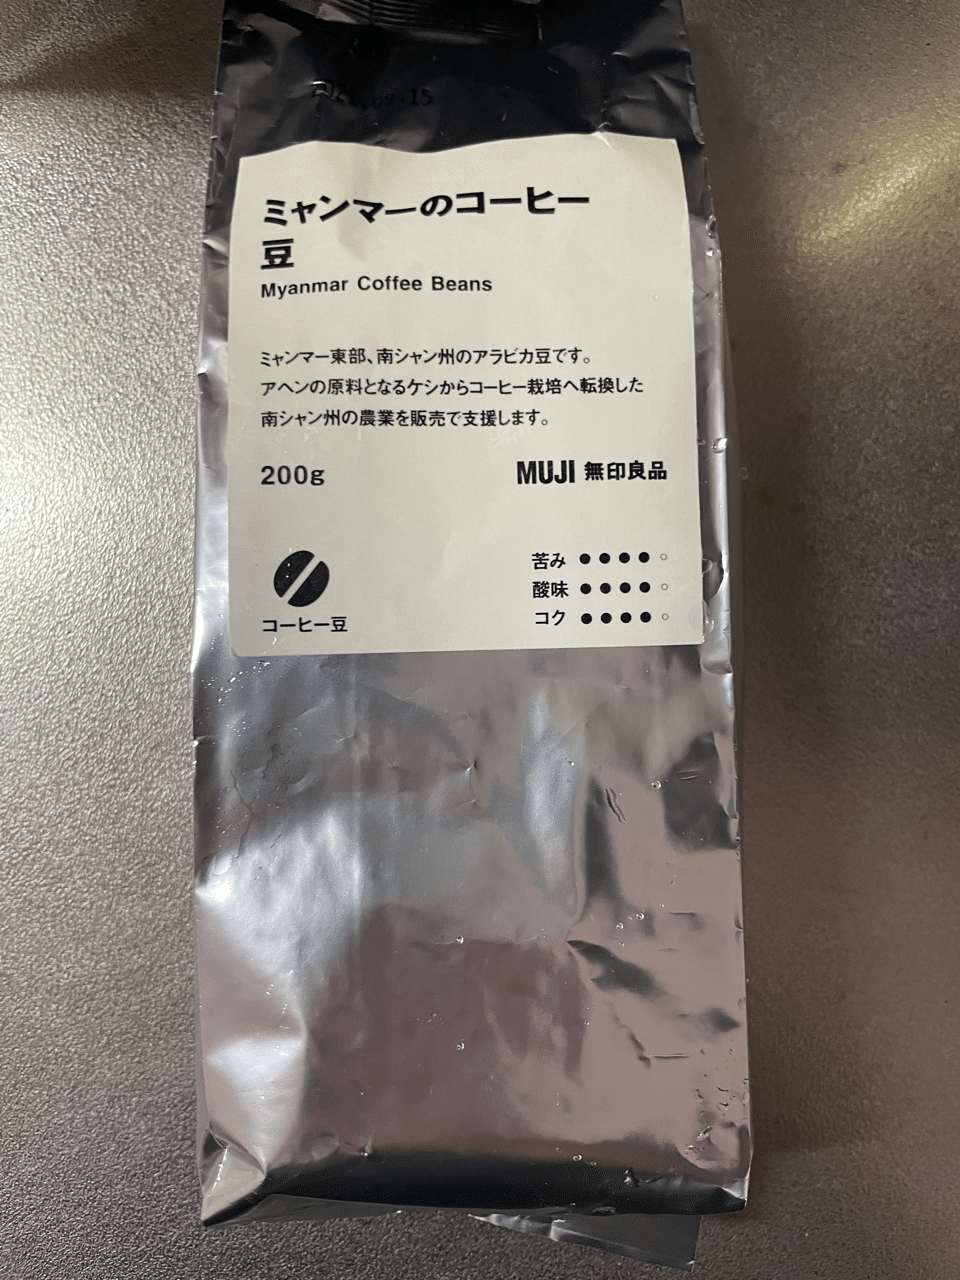 2021.09.15
ミャンマーのコーヒー
豆
Myanmar Coffee Beans
ミャンマー東部、南シャン州のアラビカ豆です。
アヘンの原料となるケシからコーヒー栽培へ転換した
南シャン州の農業を販売で支援します。
200g
MUJI 無印良品
苦み ●●●●○
酸味 ●●●●○
コク ●●●●○
コーヒー豆